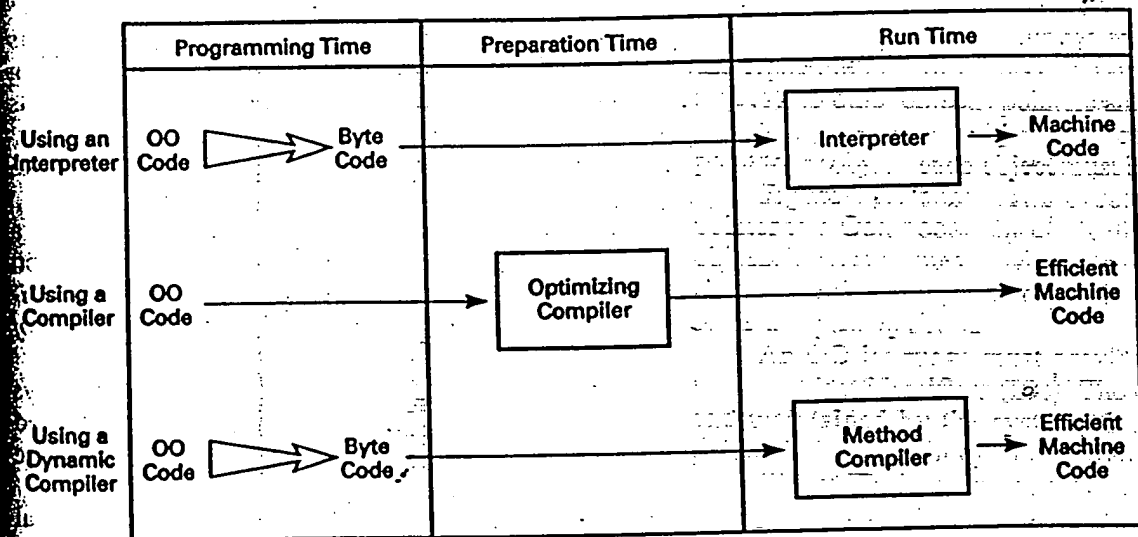 Programming Time
Preparation Time
Run Time
Using an
Interpreter
OO
Code
Byte
Code
Interpreter
Machine
Code
Using a
Compiler
OO
Code
Optimizing
Compiler
Efficient
Machine
Code
Using a
Dynamic
Compiler
OO
Code
Byte
Code
Method
Compiler
Efficient
Machine
Code